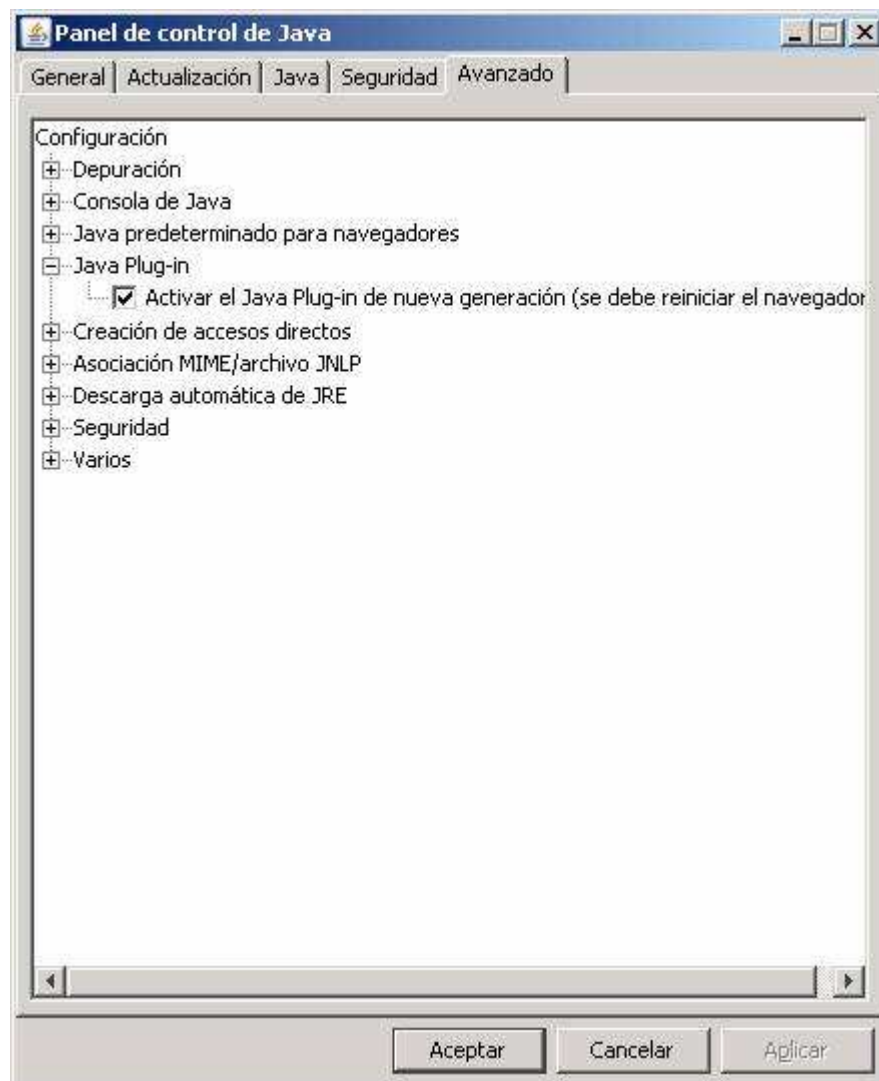 Panel de control de Java
General Actualización Java Seguridad Avanzado
Configuración
Depuración
Consola de Java
Java predeterminado para navegadores
Java Plug-in
Activar el Java Plug-in de nueva generación (se debe reiniciar el navegador
Creación de accesos directos
Asociación MIME/archivo JNLP
Descarga automática de JRE
Seguridad
Varios
Aceptar Cancelar Aplicar